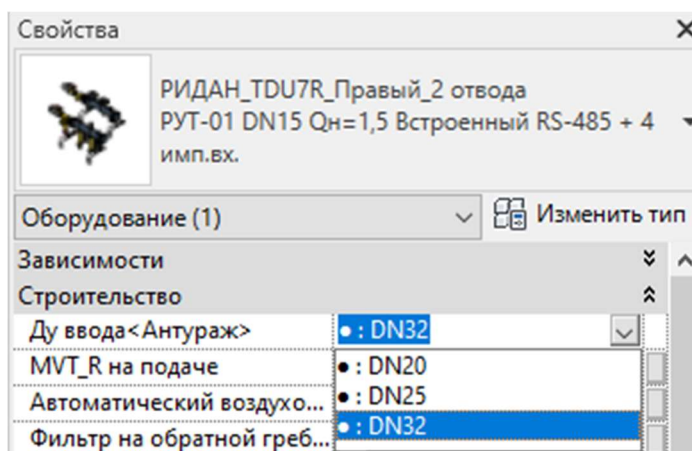 Свойства
РИДАН_TDU7R_Правый_2 отвода
РУТ-01 DN15 Qн=1,5 Встроенный RS-485 + 4
имп.вх.
Оборудование (1)
Изменить тип
Зависимости
Строительство
Ду ввода<Антураж>
● : DN32
MVT_R на подаче
● : DN20
Автоматический воздухо...
● : DN25
Фильтр на обратной греб...
● : DN32